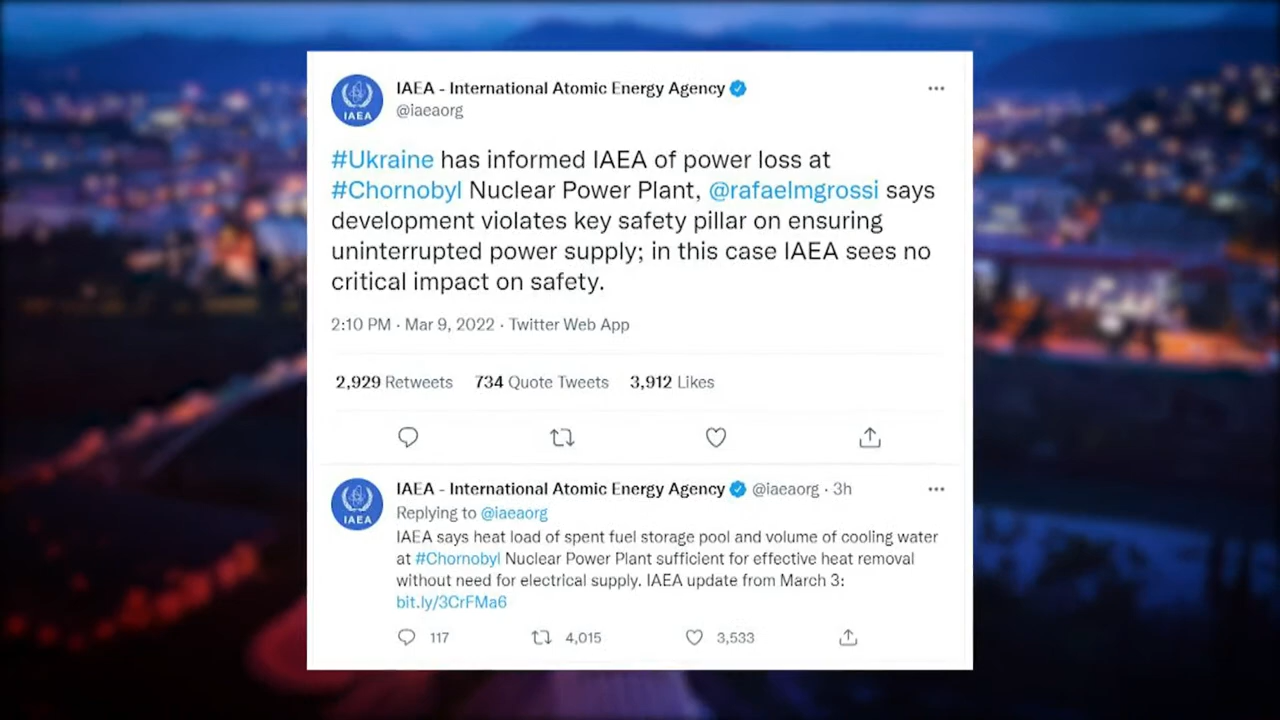 IAEA - International Atomic Energy Agency
@iaeaorg
IAEA
#Ukraine has informed IAEA of power loss at
#Chornobyl Nuclear Power Plant, @rafaelmgrossi says
development violates key safety pillar on ensuring
uninterrupted power supply; in this case IAEA sees no
critical impact on safety.
2:10 PM · Mar 9, 2022 · Twitter Web App
2,929 Retweets 734 Quote Tweets 3,912 Likes
IAEA - International Atomic Energy Agency @iaeaorg · 3h
IAEA
Replying to @iaeaorg
IAEA says heat load of spent fuel storage pool and volume of cooling water
at #Chornobyl Nuclear Power Plant sufficient for effective heat removal
without need for electrical supply. IAEA update from March 3:
bit.ly/3CrFMa6
117 4,015 3,533